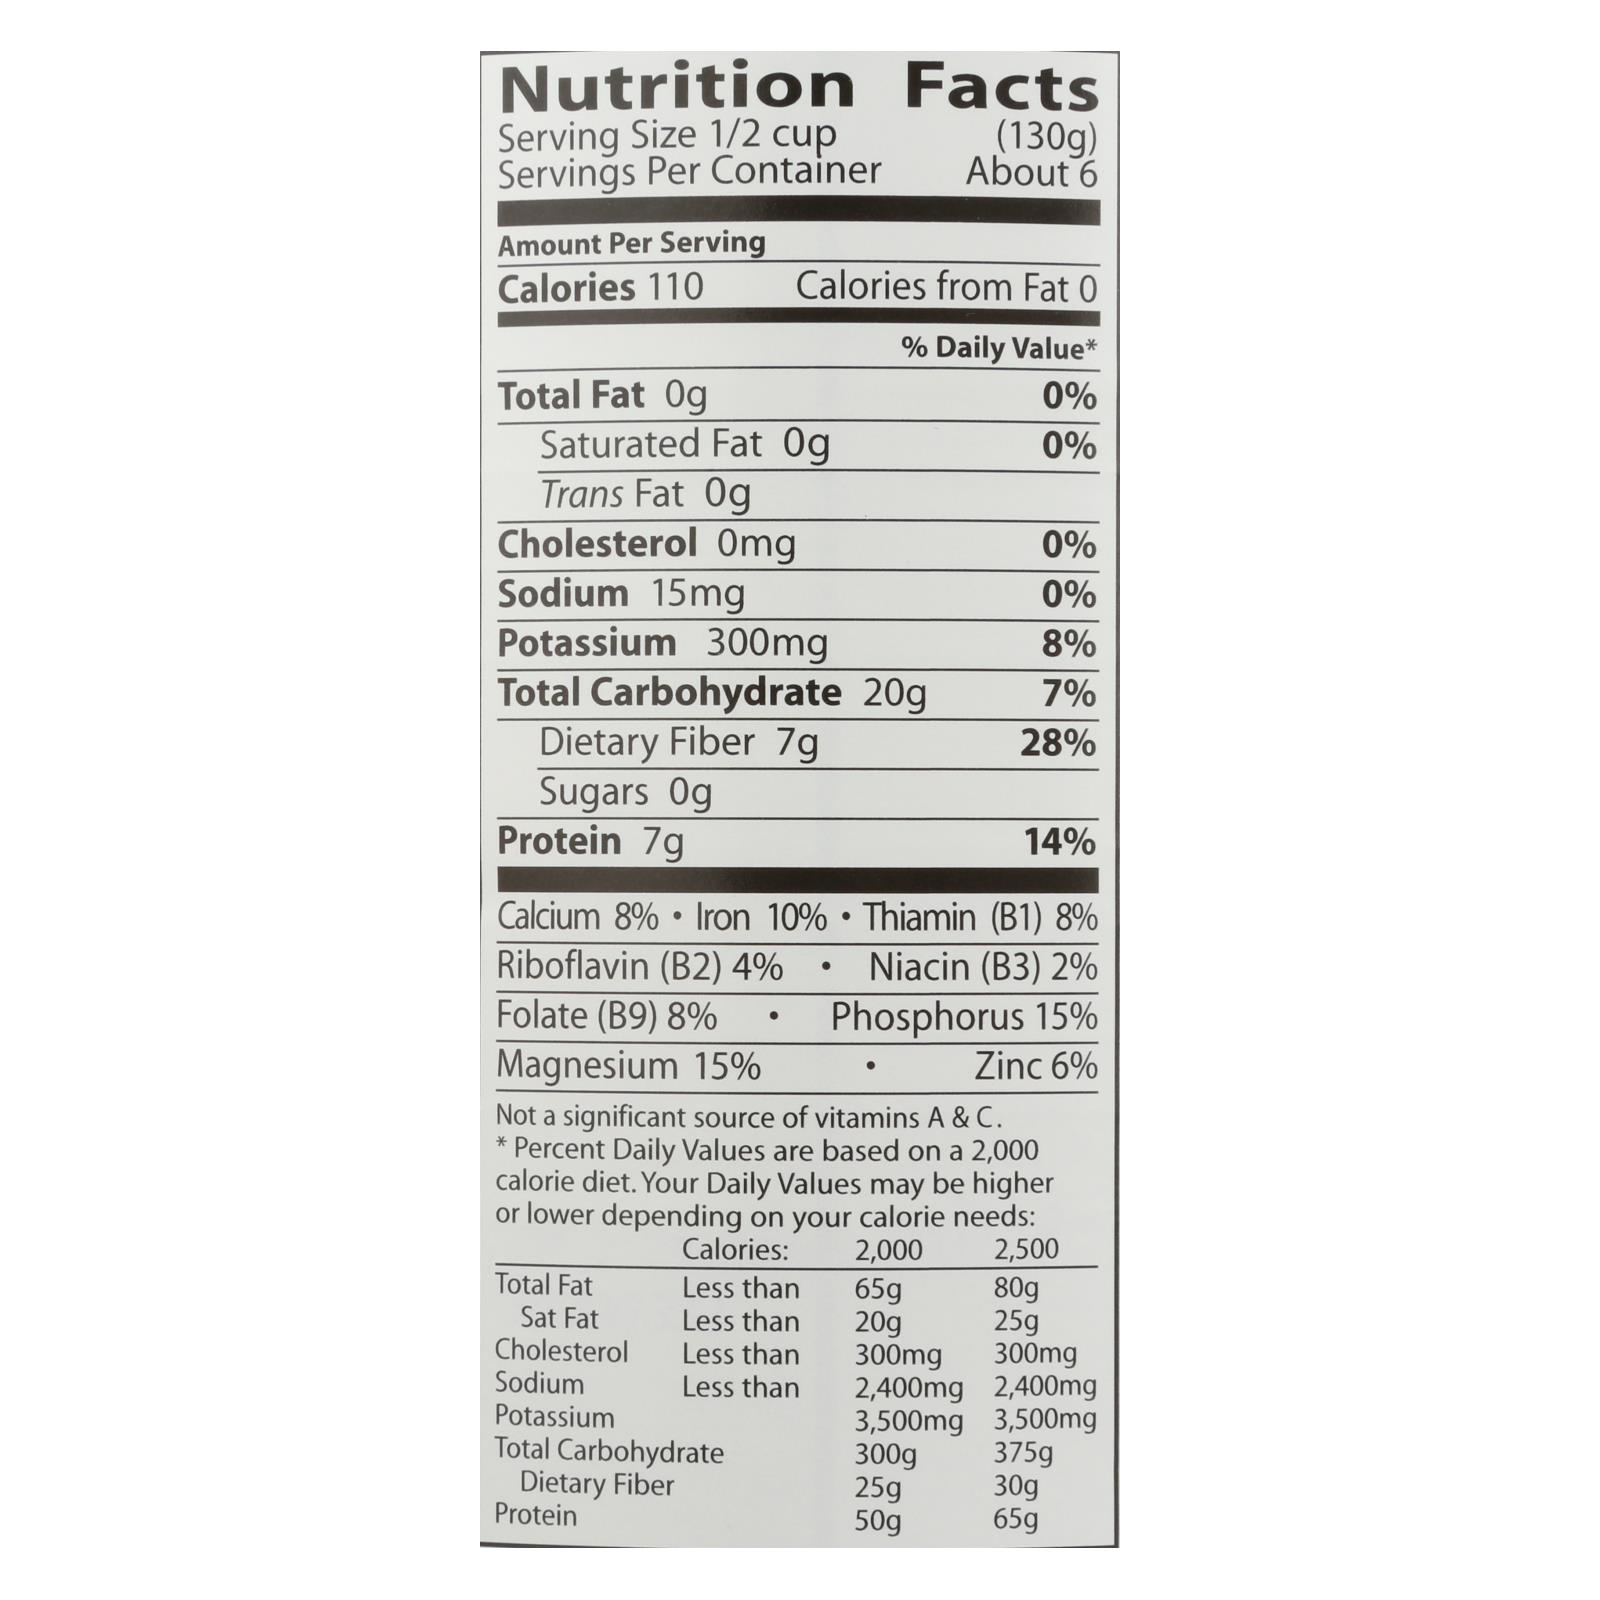 Nutrition Facts
Serving Size 1/2 cup (130g)
Servings Per Container About 6
Amount Per Serving
Calories 110 Calories from Fat 0
% Daily Value*
Total Fat 0g 0%
Saturated Fat 0g 0%
Trans Fat 0g
Cholesterol 0mg 0%
Sodium 15mg 0%
Potassium 300mg 8%
Total Carbohydrate 20g 7%
Dietary Fiber 7g 28%
Sugars 0g
Protein 7g 14%
Calcium 8% • Iron 10% • Thiamin (B1) 8%
Riboflavin (B2) 4% • Niacin (B3) 2%
Folate (B9) 8% • Phosphorus 15%
Magnesium 15% • Zinc 6%
Not a significant source of vitamins A & C.
* Percent Daily Values are based on a 2,000
calorie diet. Your Daily Values may be higher
or lower depending on your calorie needs:
Calories: 2,000 2,500
Total Fat Less than 65g 80g
Sat Fat Less than 20g 25g
Cholesterol Less than 300mg 300mg
Sodium Less than 2,400mg 2,400mg
Potassium 3,500mg 3,500mg
Total Carbohydrate 300g 375g
Dietary Fiber 25g 30g
Protein 50g 65g